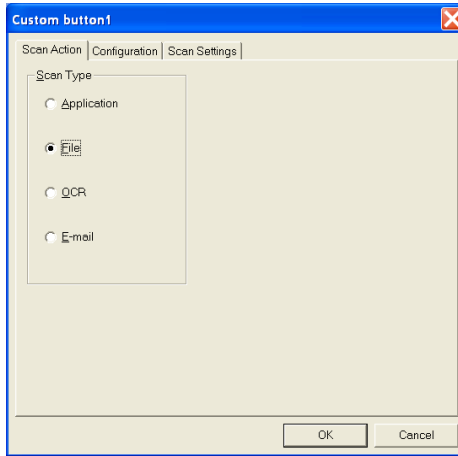 Custom button1
Scan Action Configuration Scan Settings
Scan Type
Application
File
OCR
E-mail
OK Cancel